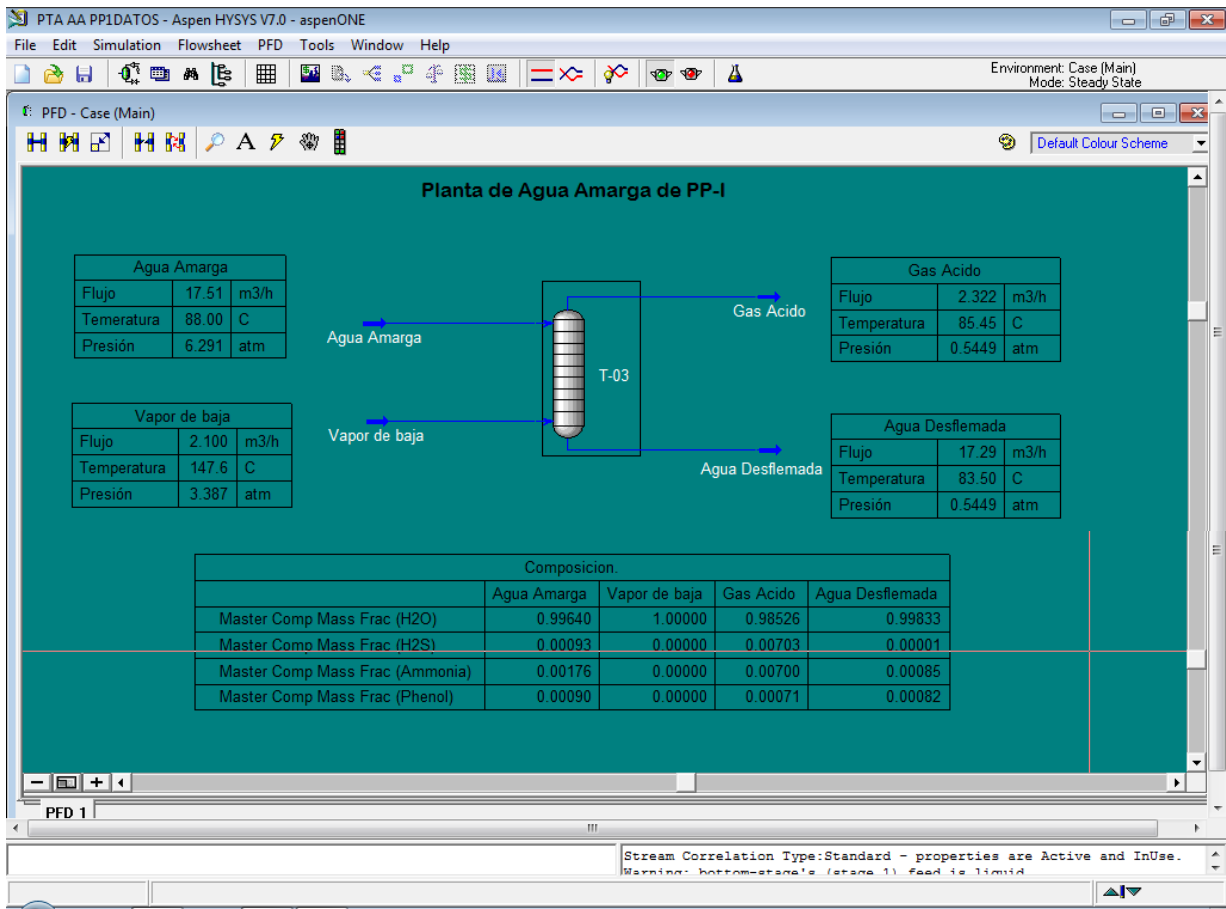 PTA AA PP1DATOS - Aspen HYSYS V7.0 - aspenONE
File Edit Simulation Flowsheet PFD Tools Window Help
Environment: Case (Main)
Mode: Steady State
PFD - Case (Main)
A
Default Colour Scheme
Planta de Agua Amarga de PP-I
Agua Amarga
Flujo 17.51 m3/h
Temeratura 88.00 C
Presión 6.291 atm
Agua Amarga
Gas Acido
Gas Acido
Flujo 2.322 m3/h
Temperatura 85.45 C
Presión 0.5449 atm
T-03
Vapor de baja
Flujo 2.100 m3/h
Temperatura 147.6 C
Presión 3.387 atm
Vapor de baja
Agua Desflemada
Agua Desflemada
Flujo 17.29 m3/h
Temperatura 83.50 C
Presión 0.5449 atm
Composicion.
Agua Amarga Vapor de baja Gas Acido Agua Desflemada
Master Comp Mass Frac (H2O) 0.99640 1.00000 0.98526 0.99833
Master Comp Mass Frac (H2S) 0.00093 0.00000 0.00703 0.00001
Master Comp Mass Frac (Ammonia) 0.00176 0.00000 0.00700 0.00085
Master Comp Mass Frac (Phenol) 0.00090 0.00000 0.00071 0.00082
PFD 1
Stream Correlation Type:Standard - properties are Active and InUse.
Warning: bottom-stage's (stage 1) feed is liquid